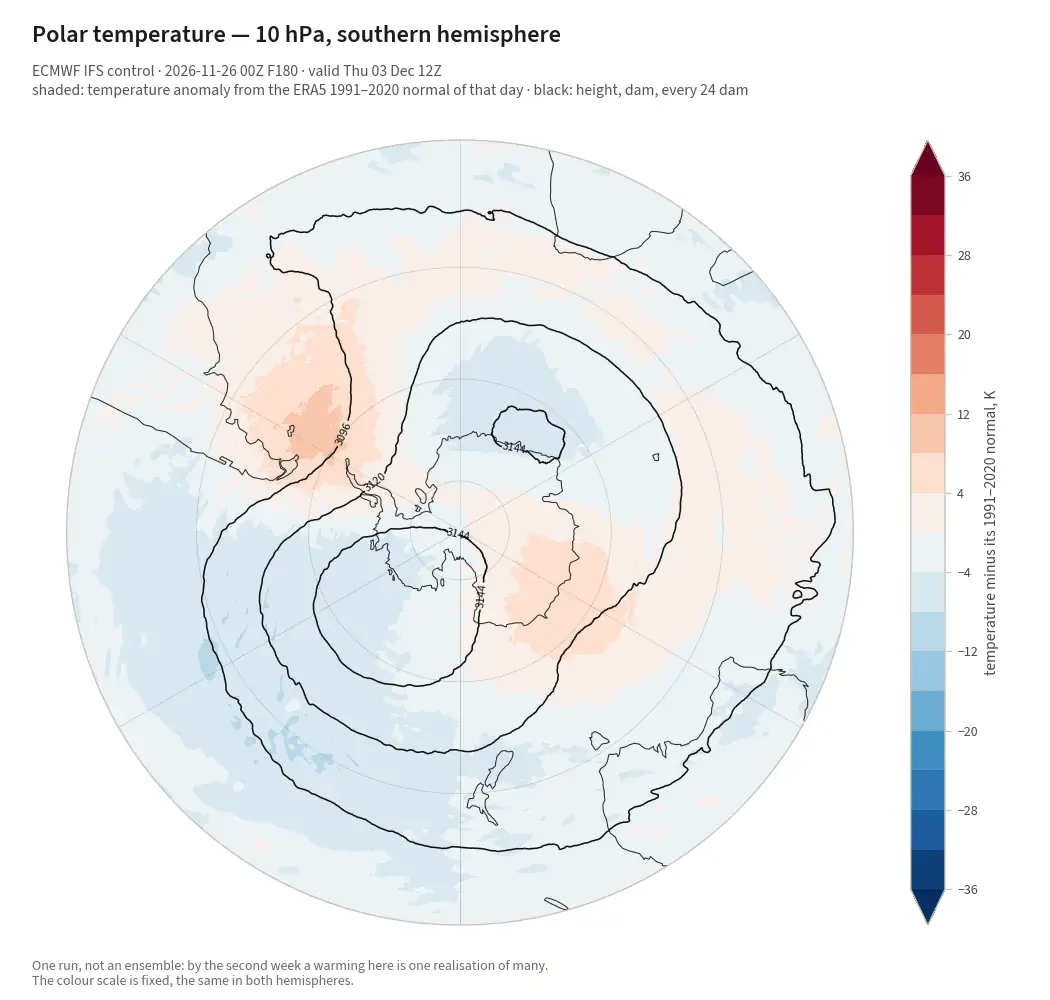 Polar temperature — 10 hPa, southern hemisphere
ECMWF IFS control · 2026-11-26 00Z F180 · valid Thu 03 Dec 12Z
shaded: temperature anomaly from the ERA5 1991–2020 normal of that day · black: height, dam, every 24 dam
36
28
20
12
4
−4
−12
−20
−28
−36
temperature minus its 1991–2020 normal, K
3096
3144
3120
3144
3144
One run, not an ensemble: by the second week a warming here is one realisation of many.
The colour scale is fixed, the same in both hemispheres.